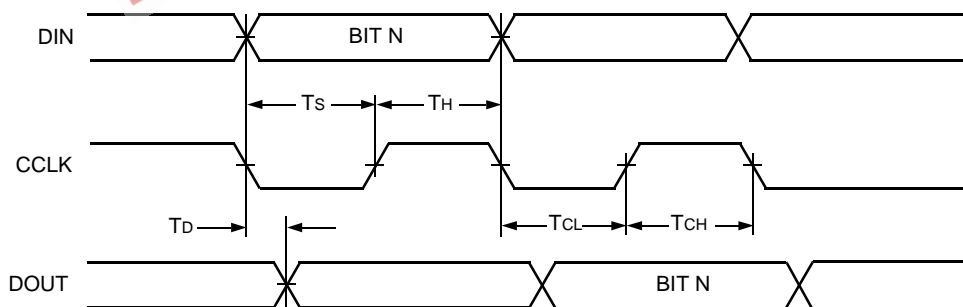 DIN
BIT N
TS
TH
CCLK
TD
TCL
TCH
DOUT
BIT N